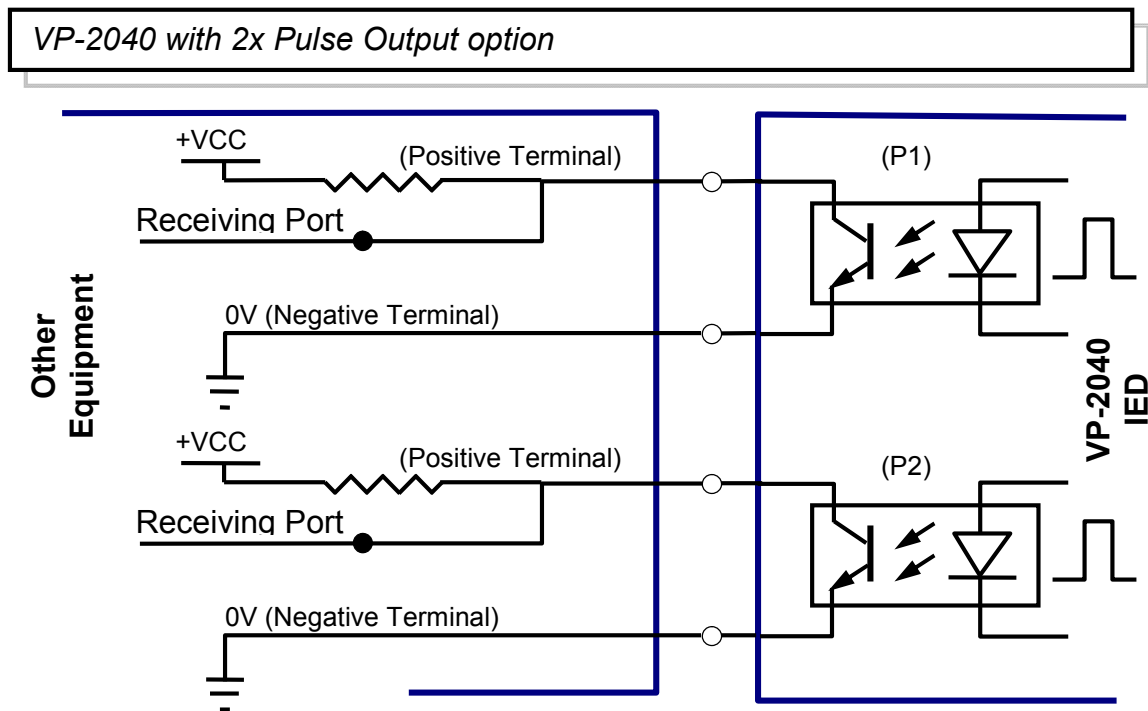 VP-2040 with 2x Pulse Output option
+VCC
(Positive Terminal)
(P1)
Receiving Port
0V (Negative Terminal)
Other
Equipment
VP-2040
IED
+VCC
(Positive Terminal)
(P2)
Receiving Port
0V (Negative Terminal)